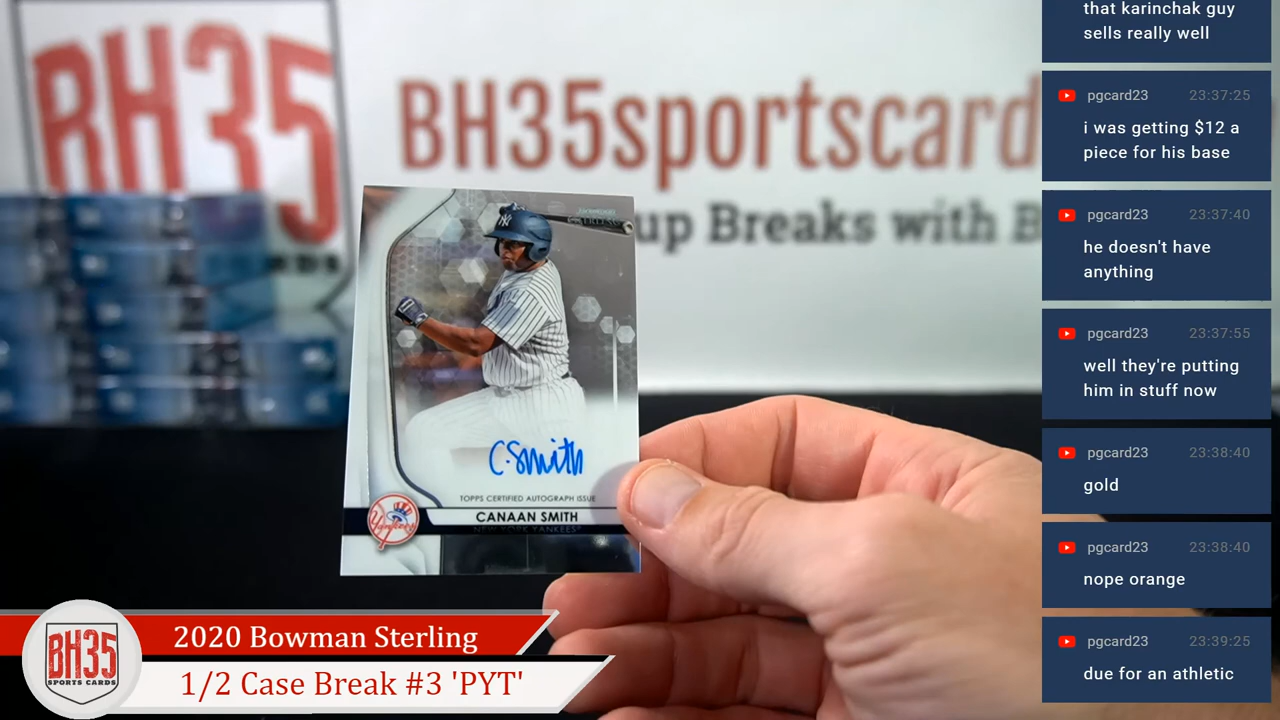 BH35
BH35sportscard
up Breaks with B
BOWMAN
STERLING
C. Smith
TOPPS CERTIFIED AUTOGRAPH ISSUE
CANAAN SMITH
NEW YORK YANKEES®
Yankees
BH35
SPORTS CARDS
2020 Bowman Sterling
1/2 Case Break #3 'PYT'
that karinchak guy
sells really well
pgcard23 23:37:25
i was getting $12 a
piece for his base
pgcard23 23:37:40
he doesn't have
anything
pgcard23 23:37:55
well they're putting
him in stuff now
pgcard23 23:38:40
gold
pgcard23 23:38:40
nope orange
pgcard23 23:39:25
due for an athletic